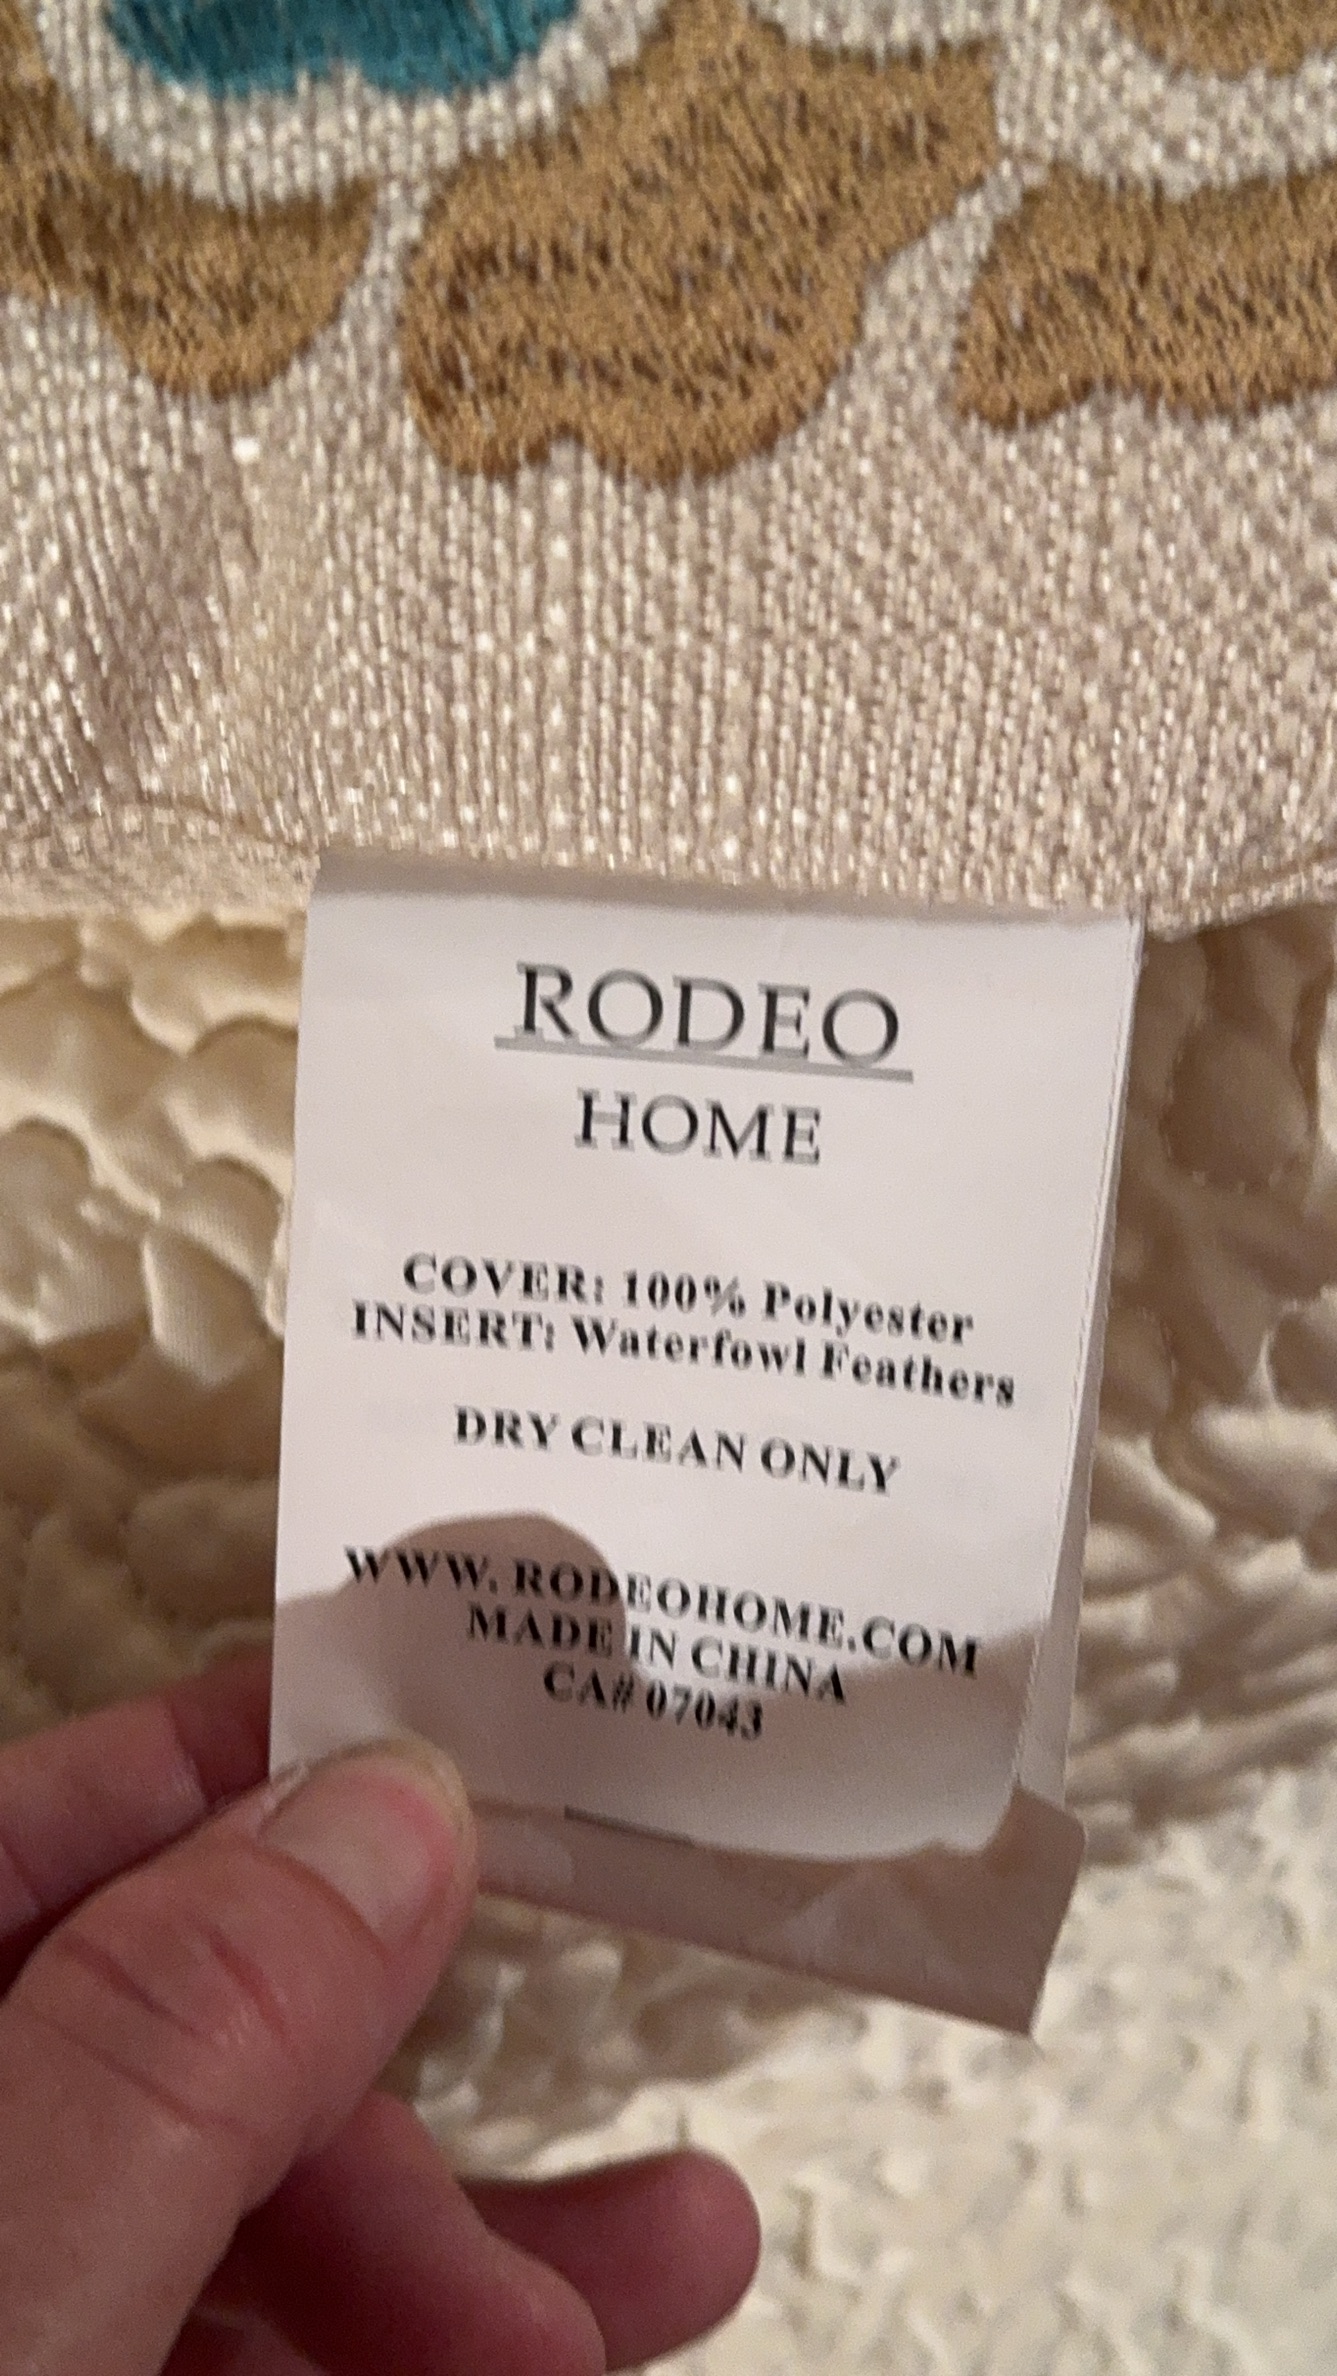 RODEO
HOME
COVER: 100% Polyester
INSERT: Waterfowl Feathers
DRY CLEAN ONLY
WWW. RODEOHOME.COM
MADE IN CHINA
CA# 07043